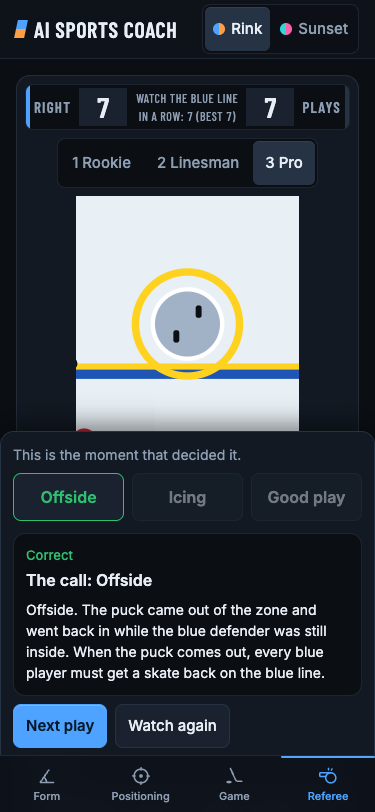 AI SPORTS COACH
Rink
Sunset
RIGHT
7
WATCH THE BLUE LINE
IN A ROW: 7 (BEST 7)
7
PLAYS
1 Rookie
2 Linesman
3 Pro
This is the moment that decided it.
Offside
Icing
Good play
Correct
The call: Offside
Offside. The puck came out of the zone and
went back in while the blue defender was still
inside. When the puck comes out, every blue
player must get a skate back on the blue line.
Next play
Watch again
Form
Positioning
Game
Referee